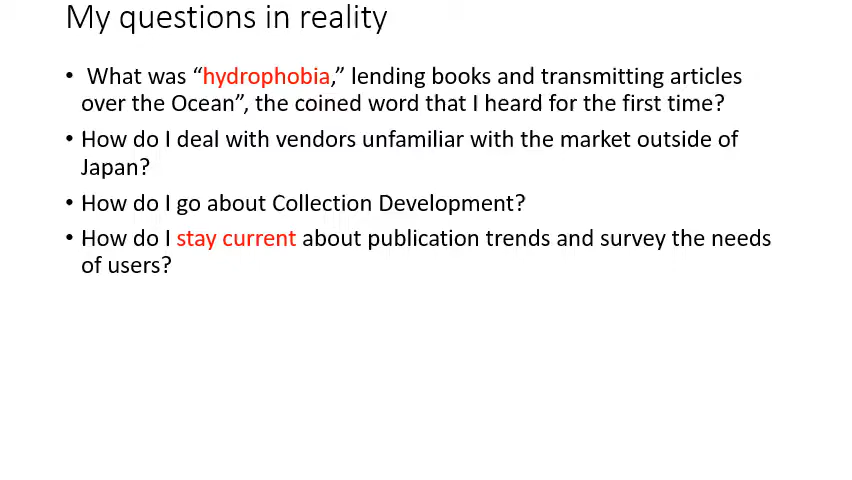 My questions in reality
• What was “hydrophobia,” lending books and transmitting articles
over the Ocean”, the coined word that I heard for the first time?
• How do I deal with vendors unfamiliar with the market outside of
Japan?
• How do I go about Collection Development?
• How do I stay current about publication trends and survey the needs
of users?